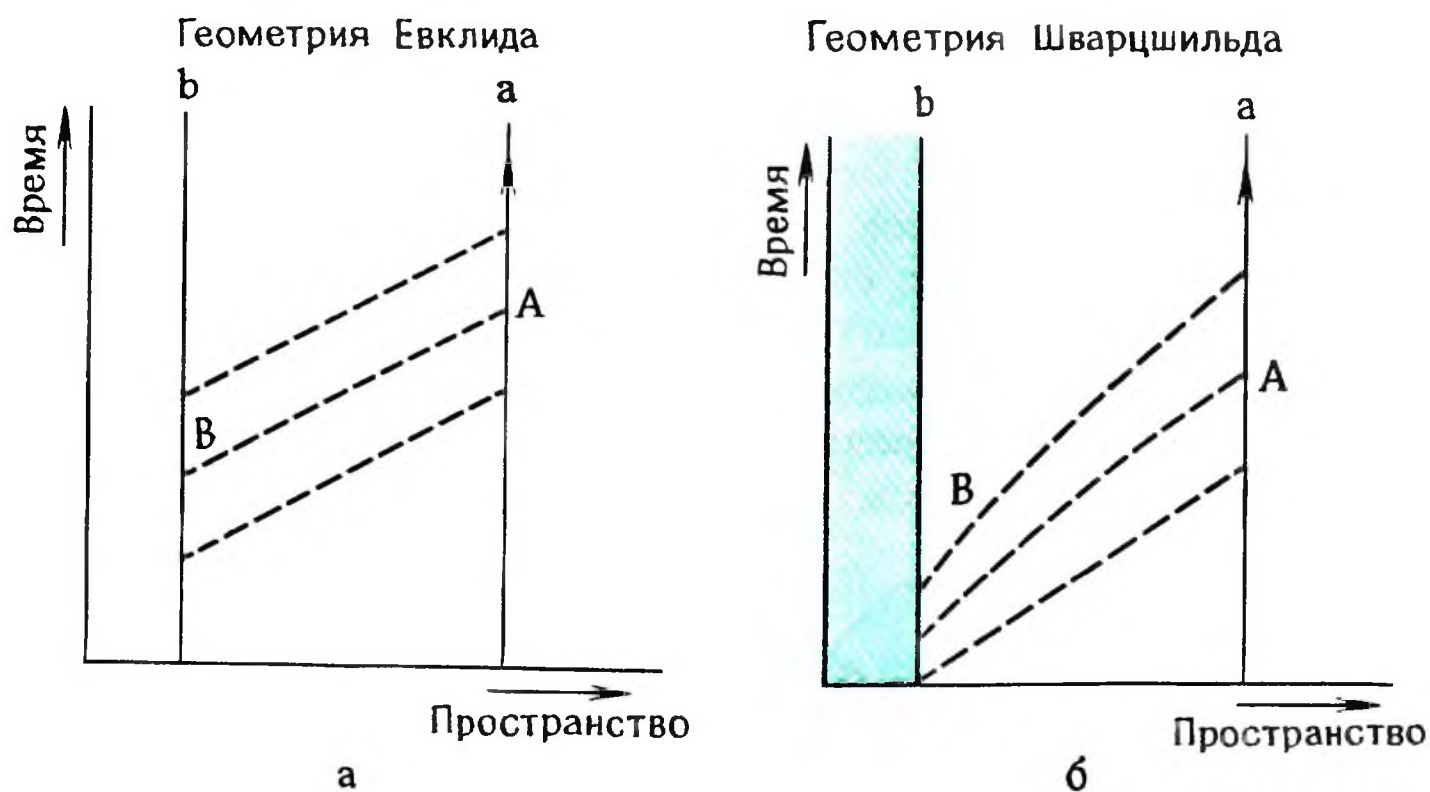 Геометрия Евклида
b
a
Время
A
B
Пространство
а
Геометрия Шварцшильда
b
a
Время
A
B
Пространство
б